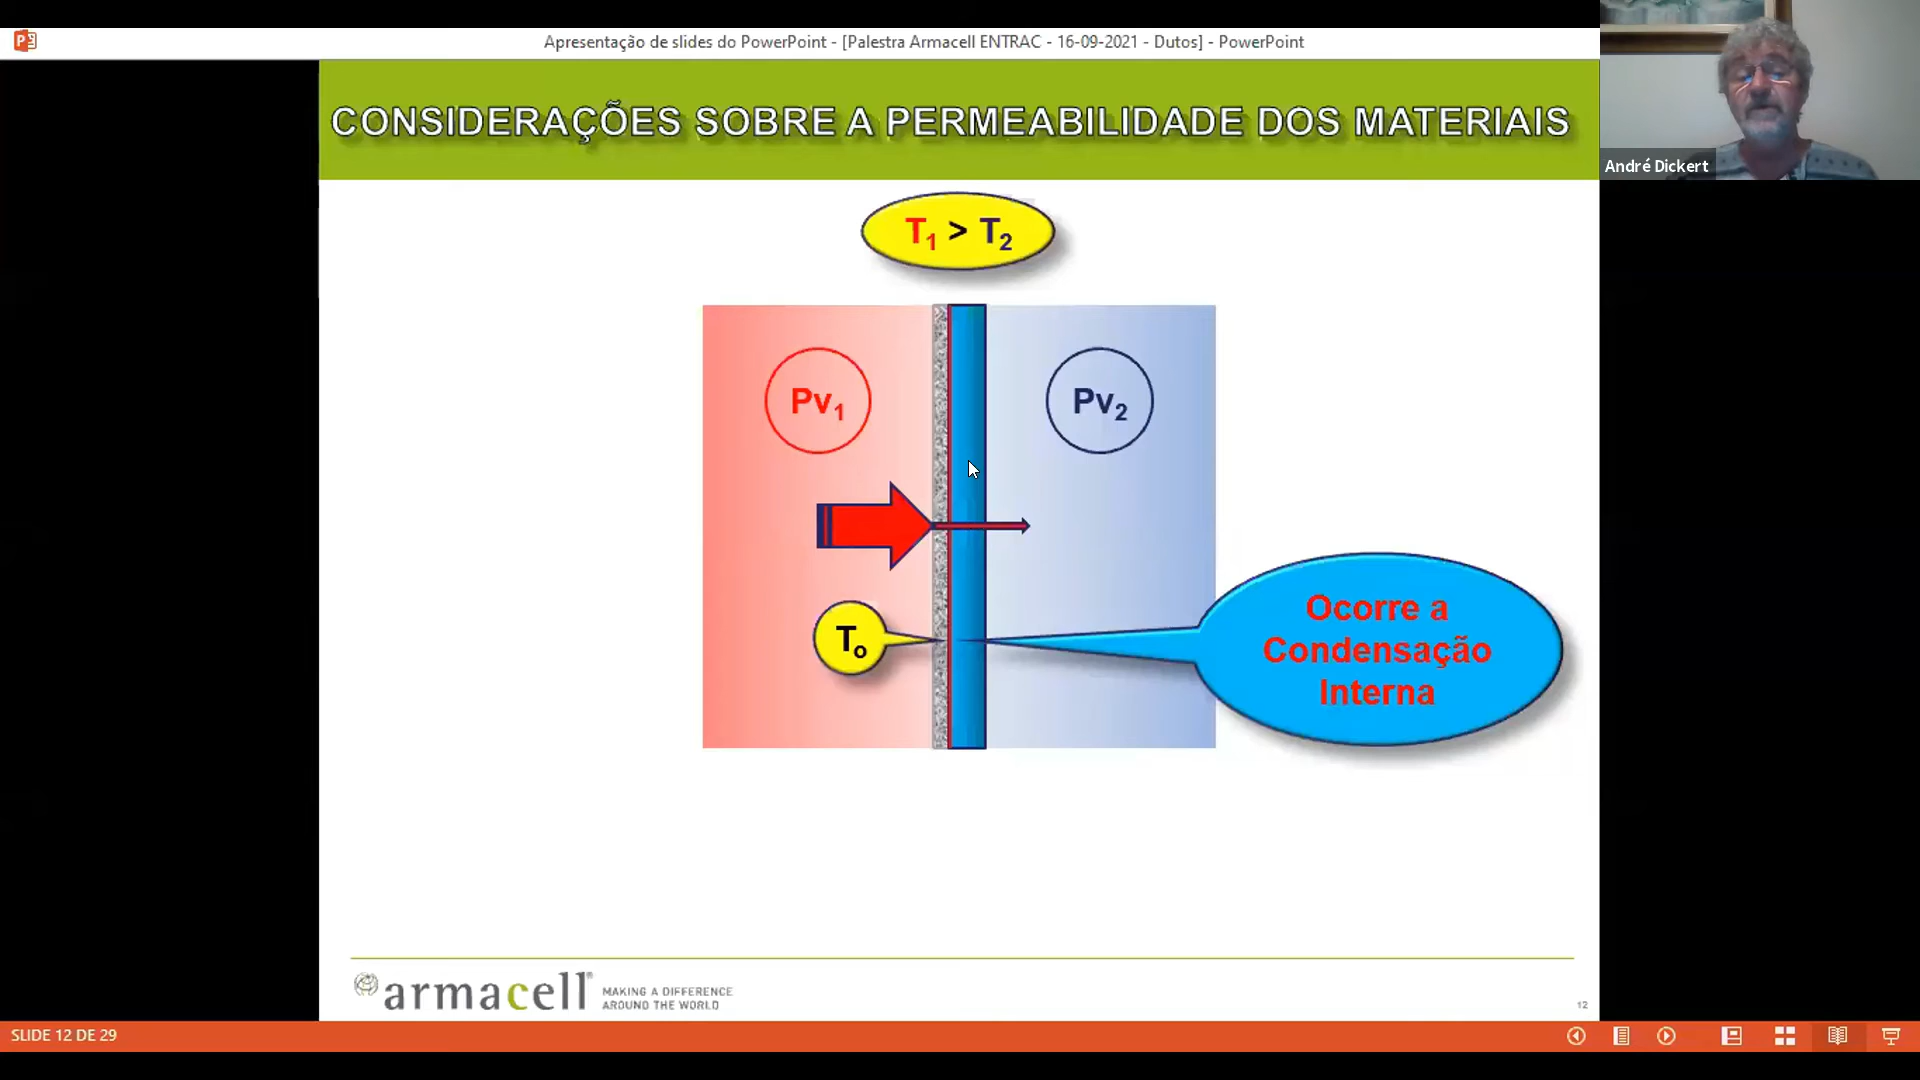 Apresentação de slides do PowerPoint - [Palestra Armacell ENTRAC - 16-09-2021 - Dutos] - PowerPoint
CONSIDERAÇÕES SOBRE A PERMEABILIDADE DOS MATERIAIS
André Dickert
T1 > T2
Pv1
Pv2
To
Ocorre a
Condensação
Interna
armacell®
MAKING A DIFFERENCE
AROUND THE WORLD
12
SLIDE 12 DE 29